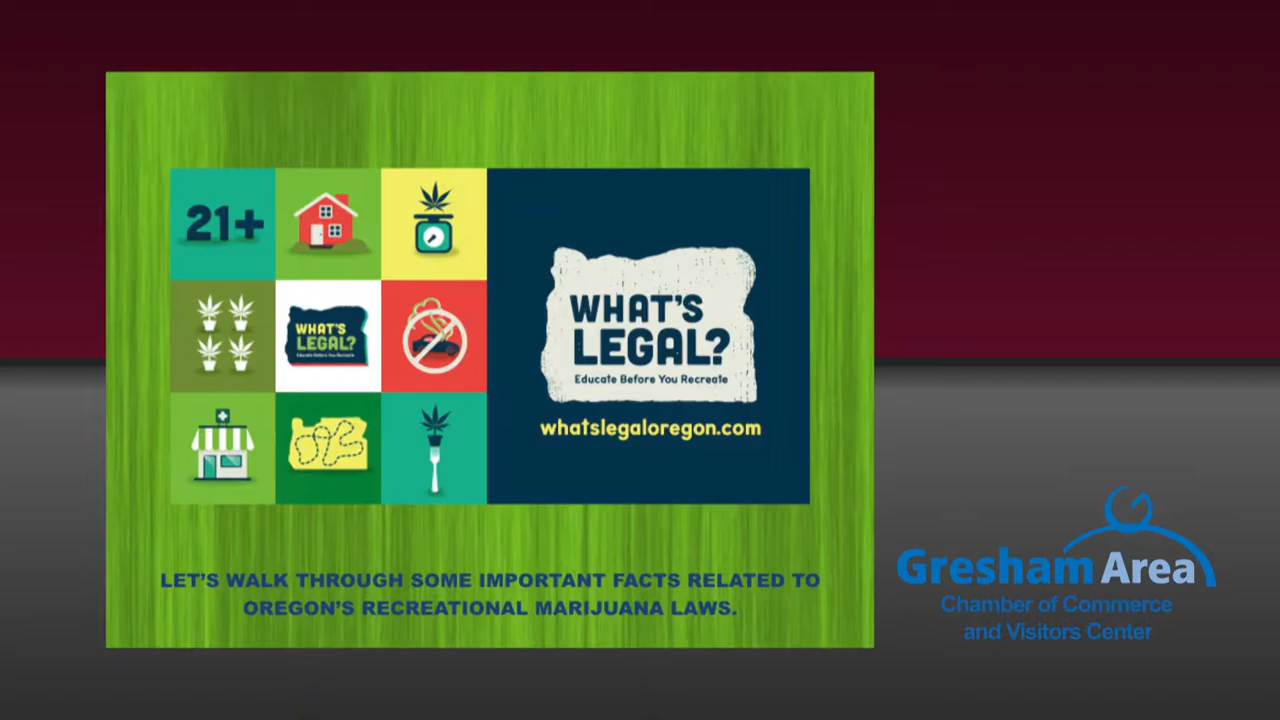 21+
WHAT'S
LEGAL?
Educate Before You Recreate
WHAT'S
LEGAL?
Educate Before You Recreate
whatslegaloregon.com
LET'S WALK THROUGH SOME IMPORTANT FACTS RELATED TO
OREGON'S RECREATIONAL MARIJUANA LAWS.
G
Gresham Area
Chamber of Commerce
and Visitors Center